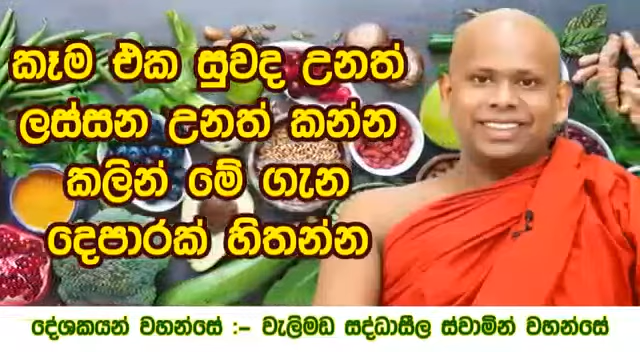 කෑම එක සුවද උනත්
ලස්සන උනත් කන්න
කලින් මේ ගැන
දෙපාරක් හිතන්න
දේශකයන් වහන්සේ :- වැලිමඩ සද්ධාසීල ස්වාමින් වහන්සේ